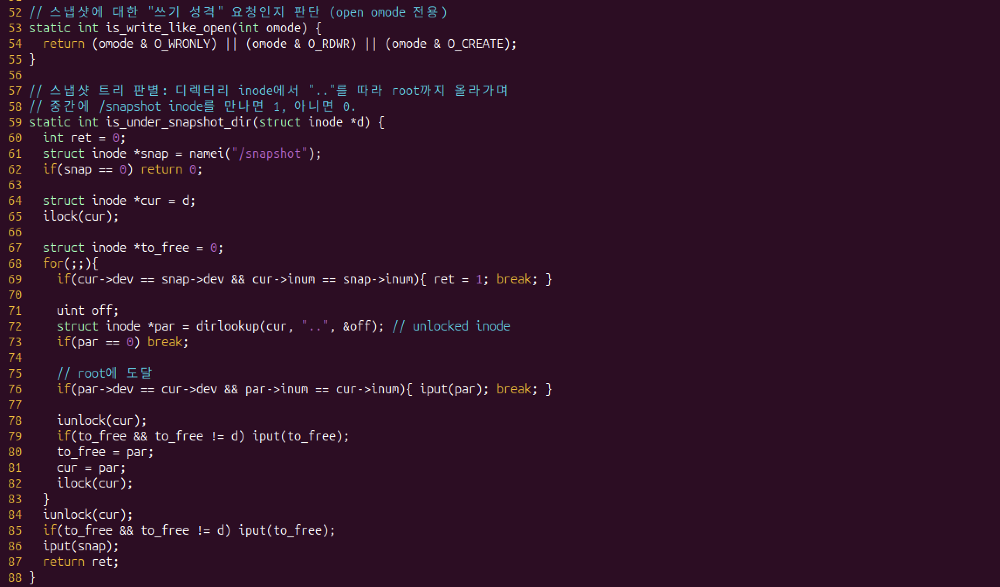 52 // 스냅샷에 대한 "쓰기 성격" 요청인지 판단 (open omode 전용)
53 static int is_write_like_open(int omode) {
54   return (omode & O_WRONLY) || (omode & O_RDWR) || (omode & O_CREATE);
55 }
56
57 // 스냅샷 트리 판별: 디렉터리 inode에서 ".."를 따라 root까지 올라가며
58 // 중간에 /snapshot inode를 만나면 1, 아니면 0.
59 static int is_under_snapshot_dir(struct inode *d) {
60   int ret = 0;
61   struct inode *snap = namei("/snapshot");
62   if(snap == 0) return 0;
63
64   struct inode *cur = d;
65   ilock(cur);
66
67   struct inode *to_free = 0;
68   for(;;){
69     if(cur->dev == snap->dev && cur->inum == snap->inum){ ret = 1; break; }
70
71     uint off;
72     struct inode *par = dirlookup(cur, "..", &off); // unlocked inode
73     if(par == 0) break;
74
75     // root에 도달
76     if(par->dev == cur->dev && par->inum == cur->inum){ iput(par); break; }
77
78     iunlock(cur);
79     if(to_free && to_free != d) iput(to_free);
80     to_free = par;
81     cur = par;
82     ilock(cur);
83   }
84   iunlock(cur);
85   if(to_free && to_free != d) iput(to_free);
86   iput(snap);
87   return ret;
88 }